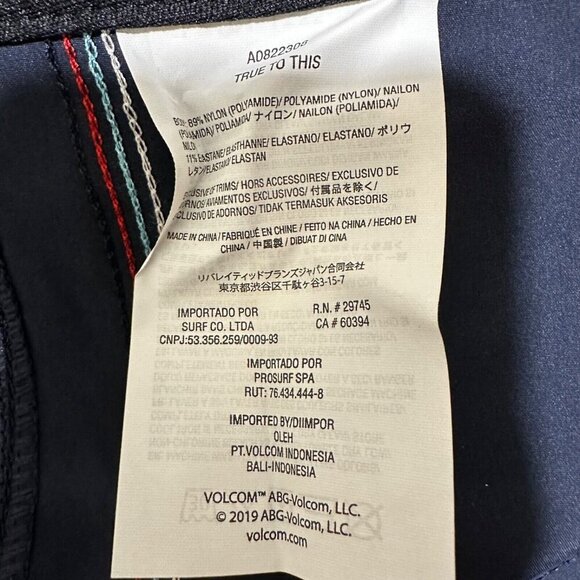 AD822308
TRUE TO THIS
89% NYLON (POLYAMIDE)/ POLYAMIDE (NYLON)/ NAILON
(POLIAMIDA)/ POLIAMIDA/ ナイロン/ NAILON (POLIAMIDA)/
11% ELASTANE/ ELASTHANNE/ ELASTANO/ ELASTANO/ ポリウ
レタン/ ELASTANO/ ELASTAN
EXCLUSIVE OF TRIMS/ HORS ACCESSOIRES/ EXCLUSIVO DE
ADORNOS AVIAMENTOS EXCLUSIVOS/ 付属品を除く/
EXCLUSIVO DE ADORNOS/ TIDAK TERMASUK AKSESORIS
MADE IN CHINA/ FABRIQUÉ EN CHINE/ FEITO NA CHINA / HECHO EN
CHINA / 中国製/ DIBUAT DI CINA
リバレイティッドブランズジャパン合同会社
東京都渋谷区千駄ヶ谷3-15-7
IMPORTADO POR R.N. # 29745
SURF CO. LTDA CA # 60394
CNPJ:53.356.259/0009-93
IMPORTADO POR
PROSURF SPA
RUT: 76.434.444-8
IMPORTED BY/DIIMPOR
OLEH
PT.VOLCOM INDONESIA
BALI-INDONESIA
VOLCOM™ ABG-Volcom, LLC.
© 2019 ABG-Volcom, LLC.
volcom.com